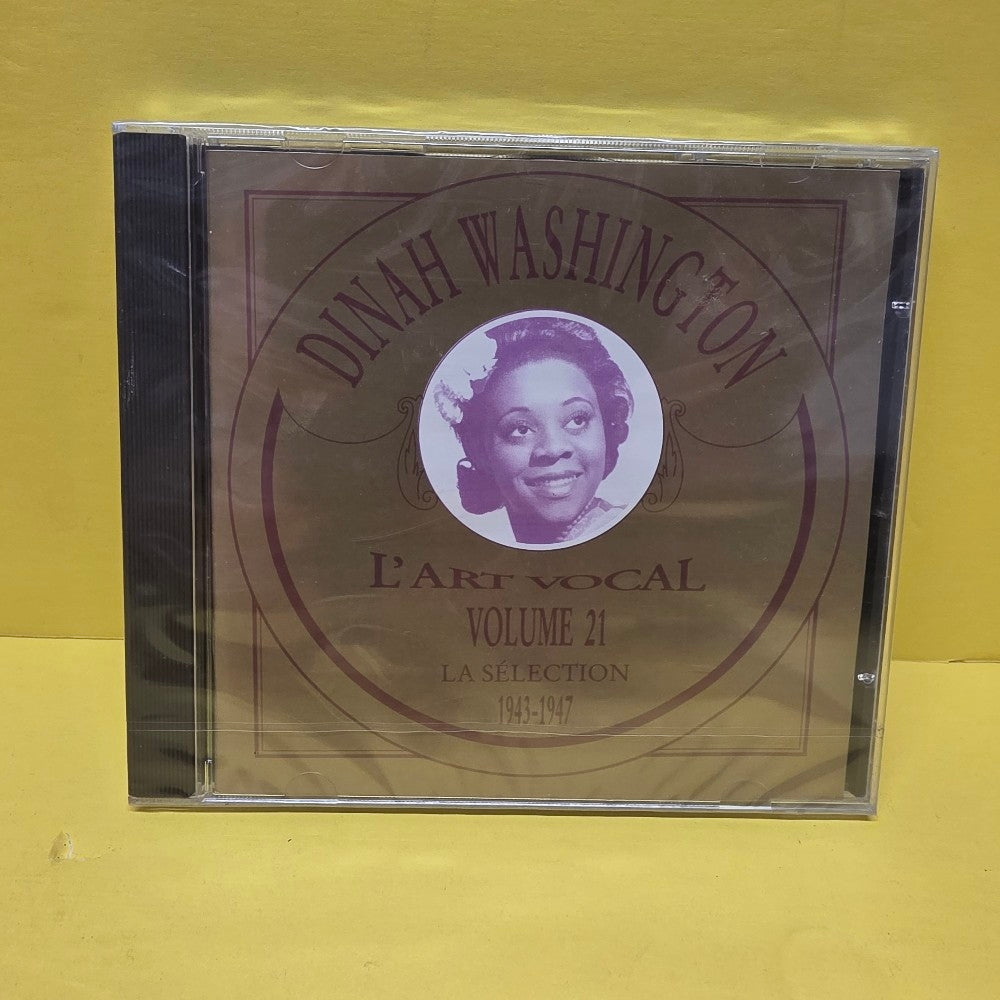 DINAH WASHINGTON
L'ART VOCAL
VOLUME 21
LA SÉLECTION
1943-1947